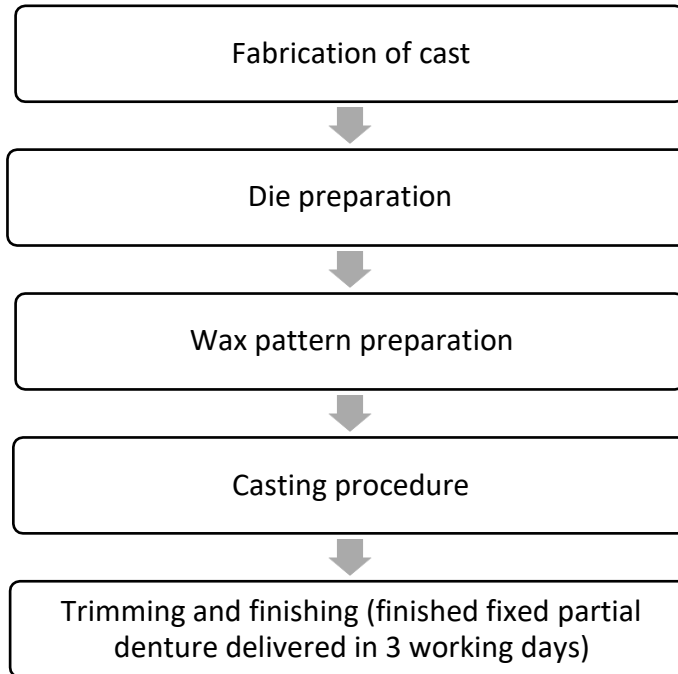 Fabrication of cast
Die preparation
Wax pattern preparation
Casting procedure
Trimming and finishing (finished fixed partial
denture delivered in 3 working days)